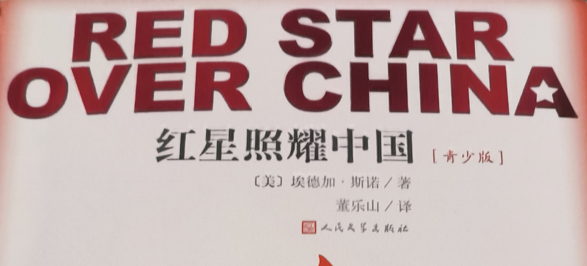 RED STAR
OVER CHINA
红星照耀中国 [青少版]
〔美〕埃德加·斯诺/著
董乐山/译
人民文学出版社